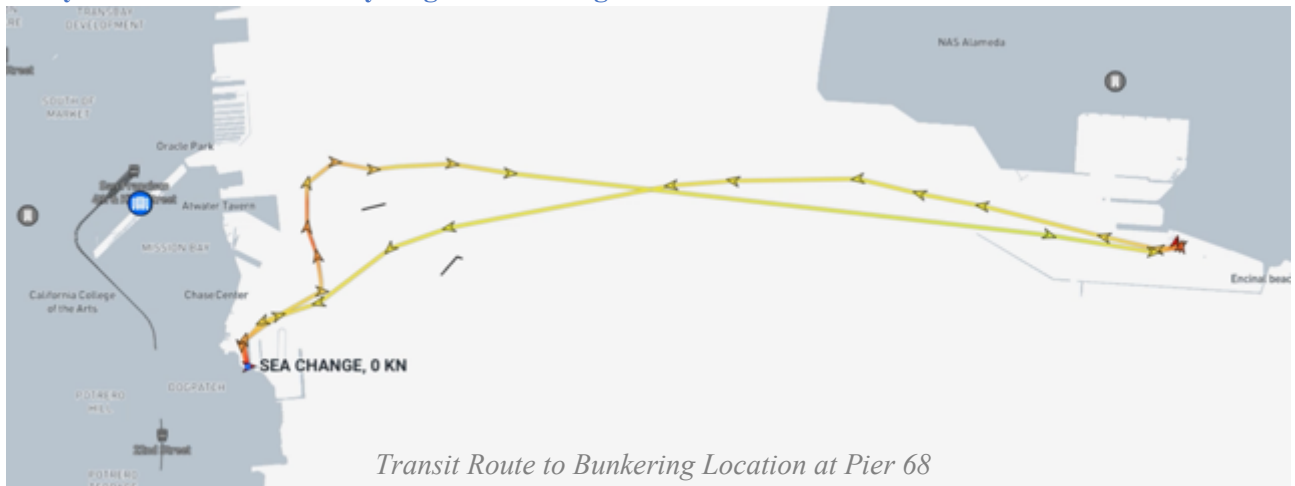 TRANSBAY
DEVELOPMENT
SOUTH OF
MARKET
Oracle Park
NAS Alameda
Atwater Tavern
MISSION BAY
California College
of the Arts
Chase Center
Encinal beac
SEA CHANGE, 0 KN
DOGPATCH
POTRERO
HILL
22nd Street
Transit Route to Bunkering Location at Pier 68